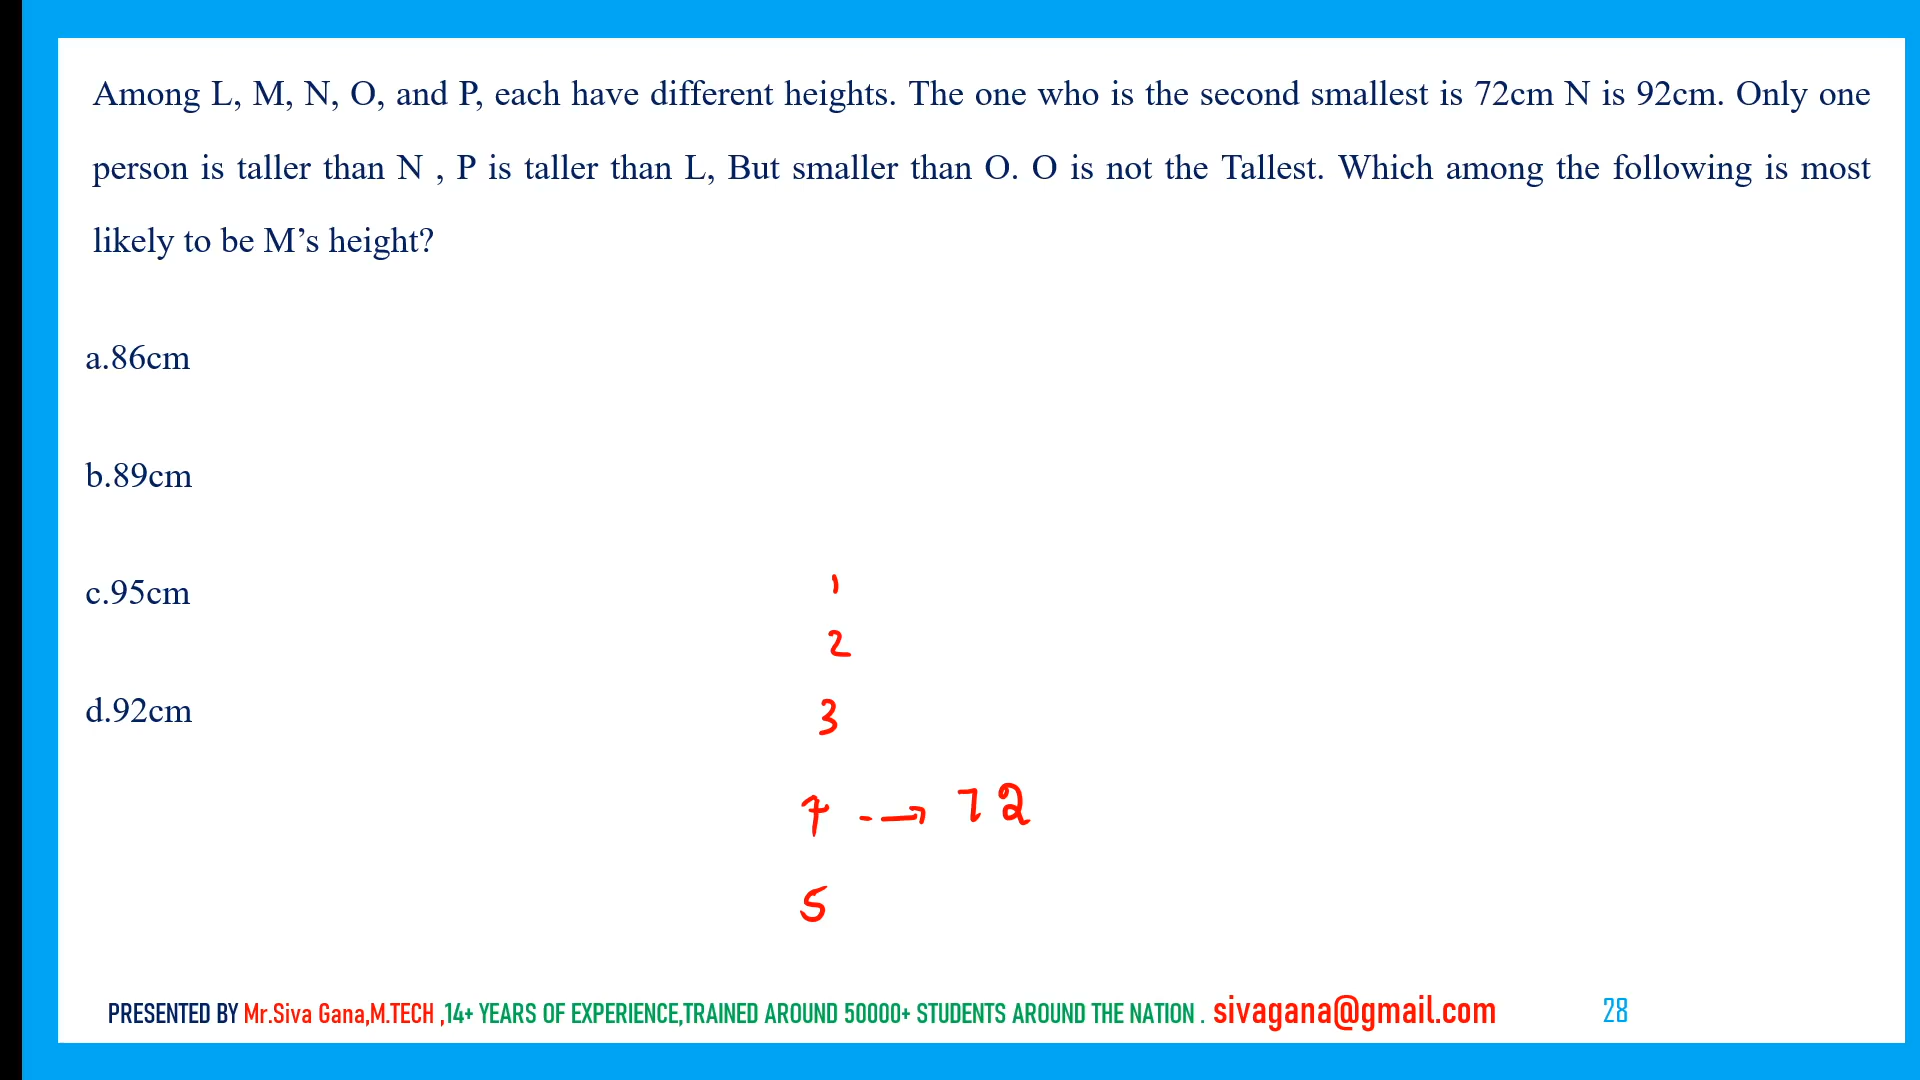 Among L, M, N, O, and P, each have different heights. The one who is the second smallest is 72cm N is 92cm. Only one
person is taller than N , P is taller than L, But smaller than O. O is not the Tallest. Which among the following is most
likely to be M’s height?
a.86cm
b.89cm
c.95cm
d.92cm
1
2
3
4 --> 72
5
PRESENTED BY Mr.Siva Gana,M.TECH ,14+ YEARS OF EXPERIENCE,TRAINED AROUND 50000+ STUDENTS AROUND THE NATION . sivagana@gmail.com 28